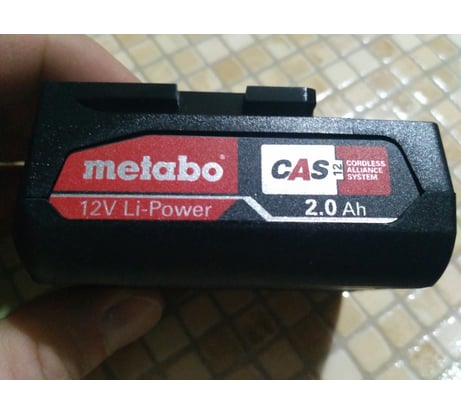 metabo
CAS 12
CORDLESS
ALLIANCE
SYSTEM
12V Li-Power
2.0 Ah